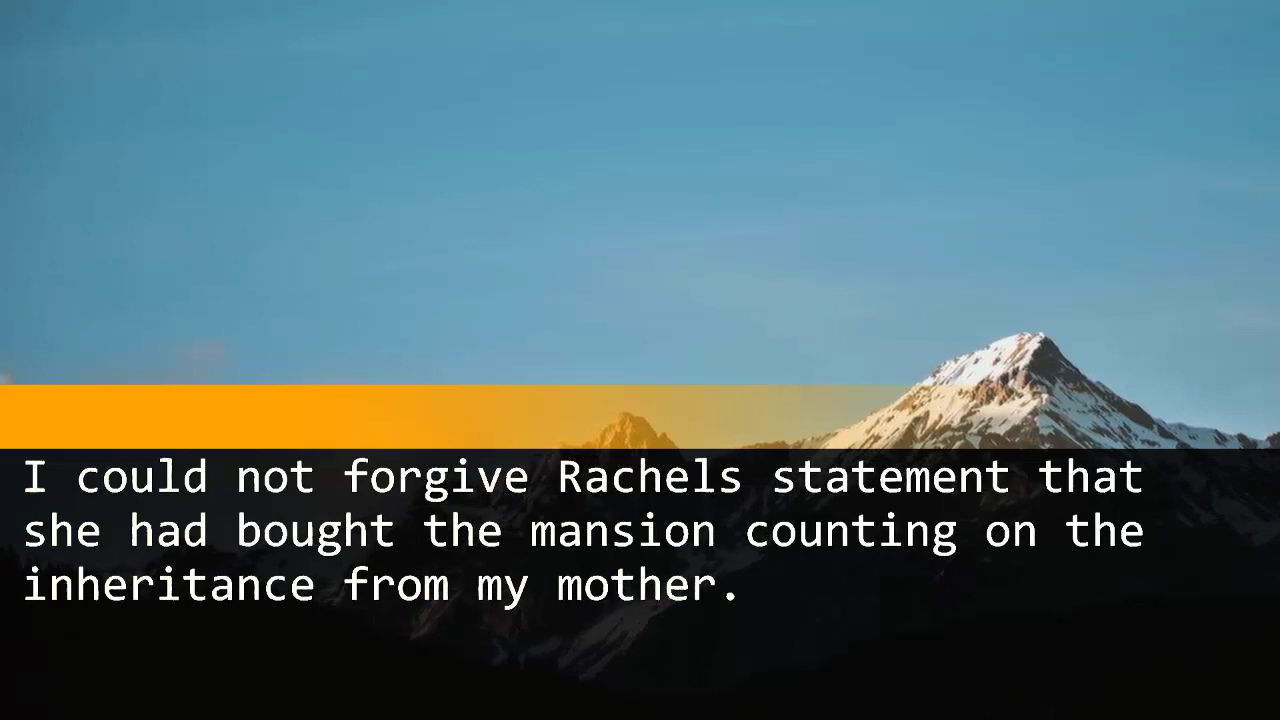 I could not forgive Rachels statement that
she had bought the mansion counting on the
inheritance from my mother.